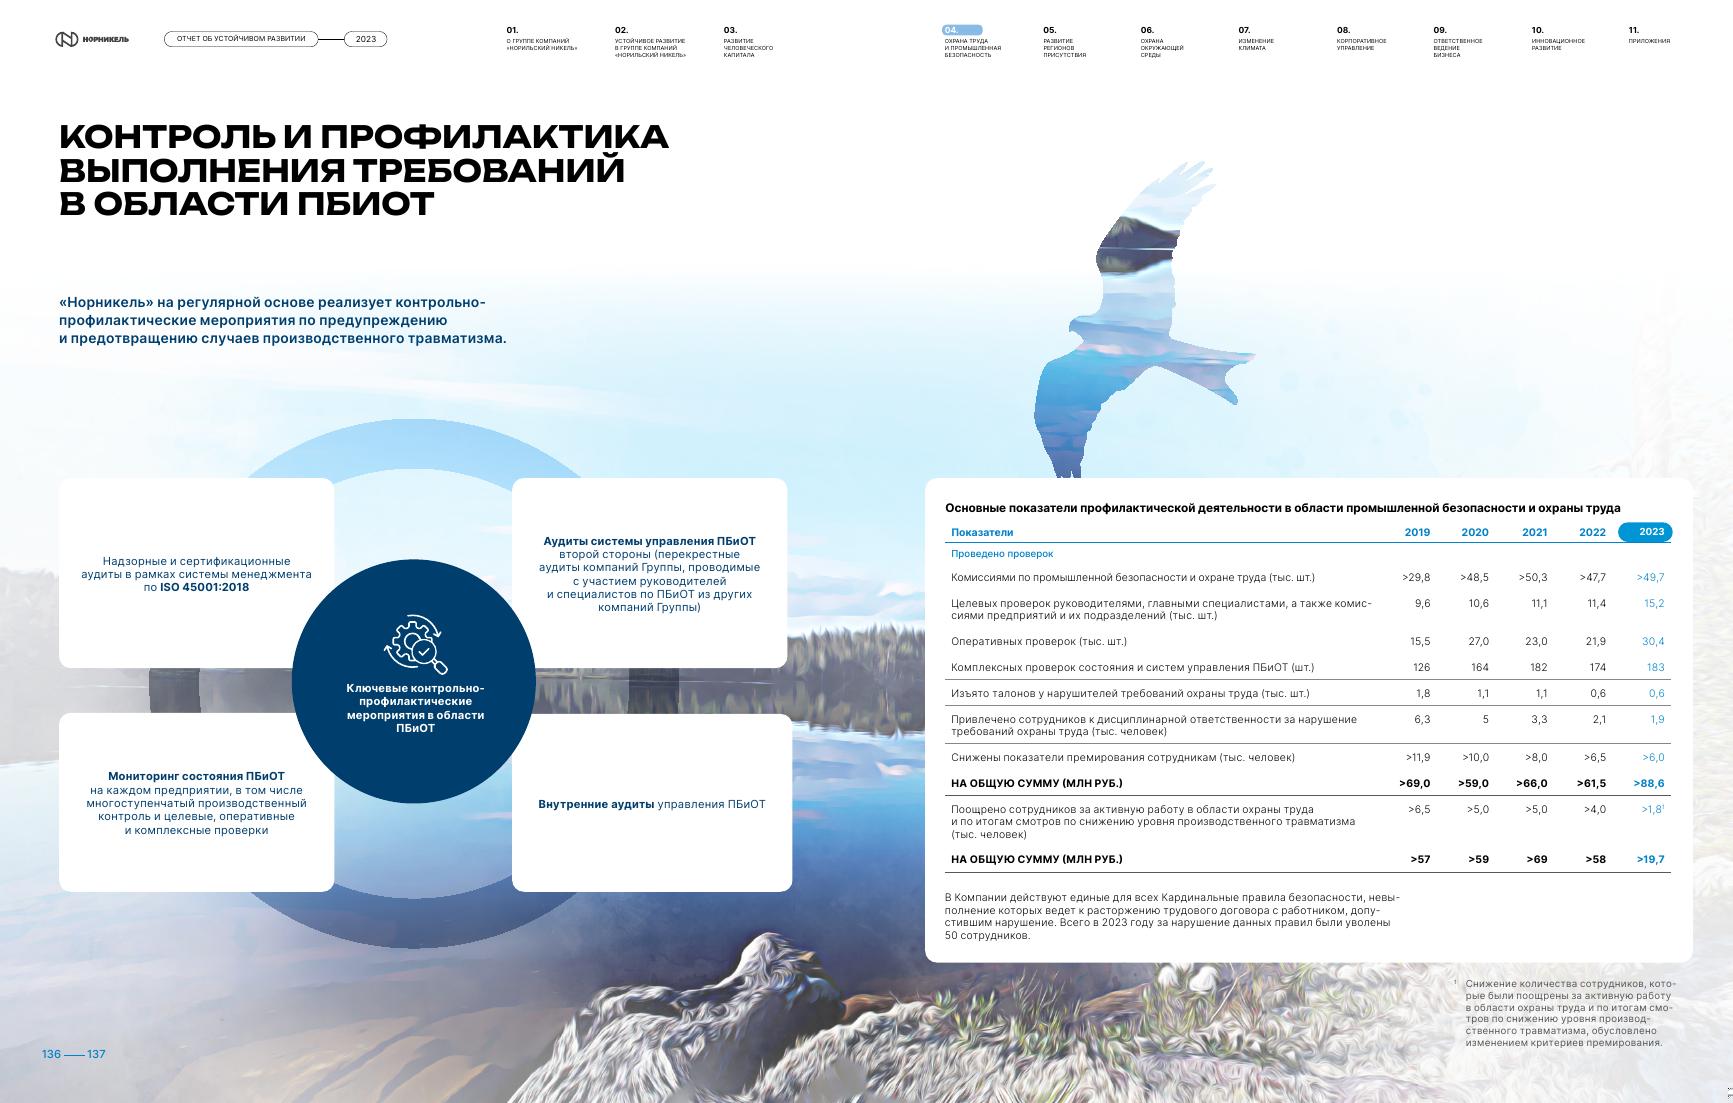 НОРНИКЕЛЬ
ОТЧЕТ ОБ УСТОЙЧИВОМ РАЗВИТИИ
2023
01.
О ГРУППЕ КОМПАНИЙ
«НОРИЛЬСКИЙ НИКЕЛЬ»
02.
УСТОЙЧИВОЕ РАЗВИТИЕ
В ГРУППЕ КОМПАНИЙ
«НОРИЛЬСКИЙ НИКЕЛЬ»
03.
РАЗВИТИЕ
ЧЕЛОВЕЧЕСКОГО
КАПИТАЛА
04.
ОХРАНА ТРУДА
И ПРОМЫШЛЕННАЯ
БЕЗОПАСНОСТЬ
05.
РАЗВИТИЕ
РЕГИОНОВ
ПРИСУТСТВИЯ
06.
ОХРАНА
ОКРУЖАЮЩЕЙ
СРЕДЫ
07.
ИЗМЕНЕНИЕ
КЛИМАТА
08.
КОРПОРАТИВНОЕ
УПРАВЛЕНИЕ
09.
ОТВЕТСТВЕННОЕ
ВЕДЕНИЕ
БИЗНЕСА
10.
ИННОВАЦИОННОЕ
РАЗВИТИЕ
11.
ПРИЛОЖЕНИЯ
КОНТРОЛЬ И ПРОФИЛАКТИКА
ВЫПОЛНЕНИЯ ТРЕБОВАНИЙ
В ОБЛАСТИ ПБИОТ
«Норникель» на регулярной основе реализует контрольно-
профилактические мероприятия по предупреждению
и предотвращению случаев производственного травматизма.
Надзорные и сертификационные
аудиты в рамках системы менеджмента
по ISO 45001:2018
Аудиты системы управления ПБиОТ
второй стороны (перекрестные
аудиты компаний Группы, проводимые
с участием руководителей
и специалистов по ПБиОТ из других
компаний Группы)
Ключевые контрольно-
профилактические
мероприятия в области
ПБиОТ
Мониторинг состояния ПБиОТ
на каждом предприятии, в том числе
многоступенчатый производственный
контроль и целевые, оперативные
и комплексные проверки
Внутренние аудиты управления ПБиОТ
Основные показатели профилактической деятельности в области промышленной безопасности и охраны труда
Показатели 2019 2020 2021 2022 2023
Проведено проверок
Комиссиями по промышленной безопасности и охране труда (тыс. шт.) >29,8 >48,5 >50,3 >47,7 >49,7
Целевых проверок руководителями, главными специалистами, а также комис- 9,6 10,6 11,1 11,4 15,2
сиями предприятий и их подразделений (тыс. шт.)
Оперативных проверок (тыс. шт.) 15,5 27,0 23,0 21,9 30,4
Комплексных проверок состояния и систем управления ПБиОТ (шт.) 126 164 182 174 183
Изъято талонов у нарушителей требований охраны труда (тыс. шт.) 1,8 1,1 1,1 0,6 0,6
Привлечено сотрудников к дисциплинарной ответственности за нарушение 6,3 5 3,3 2,1 1,9
требований охраны труда (тыс. человек)
Снижены показатели премирования сотрудникам (тыс. человек) >11,9 >10,0 >8,0 >6,5 >6,0
НА ОБЩУЮ СУММУ (МЛН РУБ.) >69,0 >59,0 >66,0 >61,5 >88,6
Поощрено сотрудников за активную работу в области охраны труда >6,5 >5,0 >5,0 >4,0 >1,8¹
и по итогам смотров по снижению уровня производственного травматизма
(тыс. человек)
НА ОБЩУЮ СУММУ (МЛН РУБ.) >57 >59 >69 >58 >19,7
В Компании действуют единые для всех Кардинальные правила безопасности, невы-
полнение которых ведет к расторжению трудового договора с работником, допу-
стившим нарушение. Всего в 2023 году за нарушение данных правил были уволены
50 сотрудников.
¹ Снижение количества сотрудников, кото-
рые были поощрены за активную работу
в области охраны труда и по итогам смо-
тров по снижению уровня производ-
ственного травматизма, обусловлено
изменением критериев премирования.
136 — 137